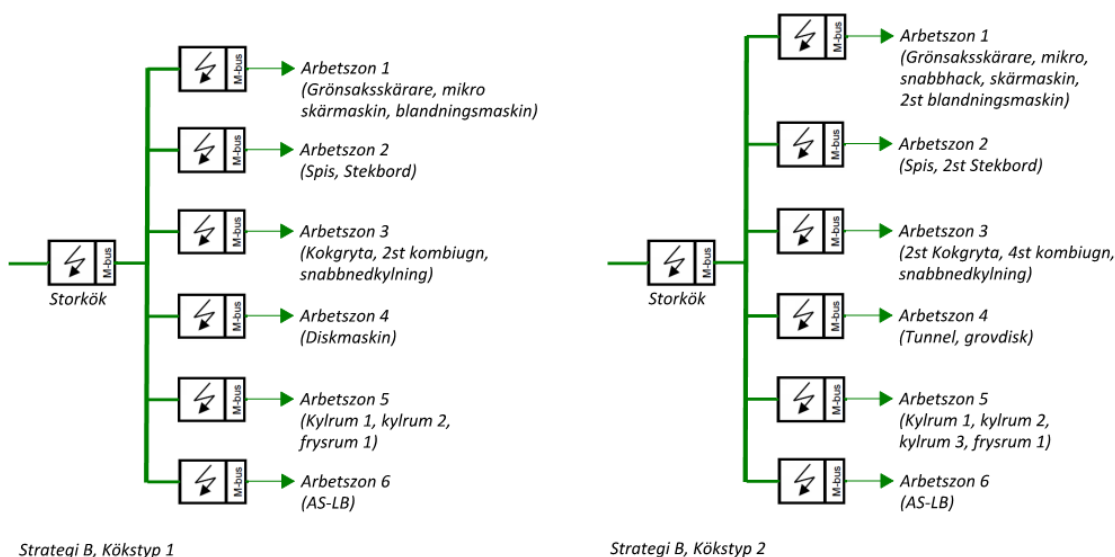 M-bus
Arbetszon 1
(Grönsaksskärare, mikro
skärmaskin, blandningsmaskin)
M-bus
Arbetszon 2
(Spis, Stekbord)
M-bus
Arbetszon 3
(Kokgryta, 2st kombiugn,
snabbnedkylning)
M-bus
Storkök
M-bus
Arbetszon 4
(Diskmaskin)
M-bus
Arbetszon 5
(Kylrum 1, kylrum 2,
frysrum 1)
M-bus
Arbetszon 6
(AS-LB)
Strategi B, Kökstyp 1
M-bus
Arbetszon 1
(Grönsaksskärare, mikro,
snabbhack, skärmaskin,
2st blandningsmaskin)
M-bus
Arbetszon 2
(Spis, 2st Stekbord)
M-bus
Arbetszon 3
(2st Kokgryta, 4st kombiugn,
snabbnedkylning)
M-bus
Storkök
M-bus
Arbetszon 4
(Tunnel, grovdisk)
M-bus
Arbetszon 5
(Kylrum 1, kylrum 2,
kylrum 3, frysrum 1)
M-bus
Arbetszon 6
(AS-LB)
Strategi B, Kökstyp 2